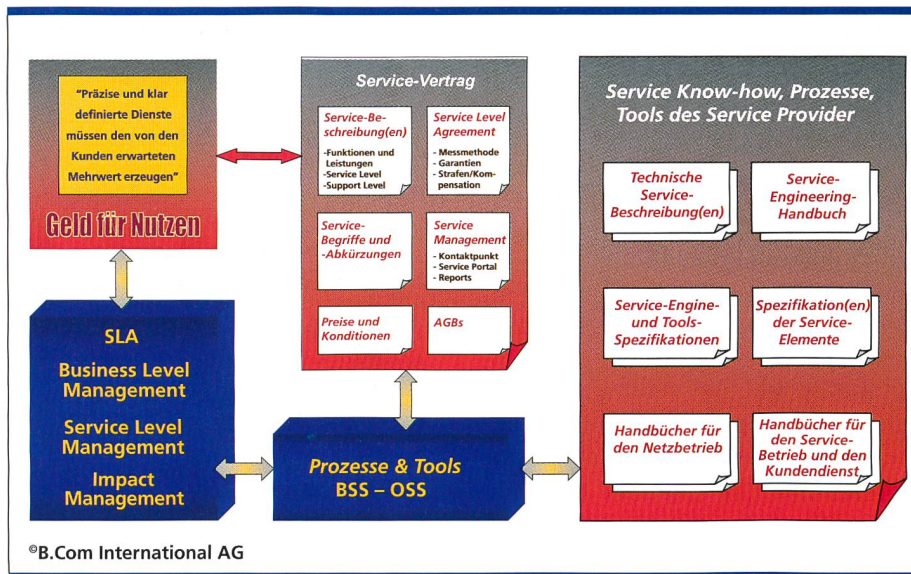 "Präzise und klar
definierte Dienste
müssen den von den
Kunden erwarteten
Mehrwert erzeugen"
Geld für Nutzen
SLA
Business Level
Management
Service Level
Management
Impact
Management
Service-Vertrag
Service-Be-
schreibung(en)
-Funktionen und
Leistungen
-Service Level
-Support Level
Service Level
Agreement
- Messmethode
- Garantien
- Strafen/Kom-
pensation
Service-
Begriffe und
-Abkürzungen
Service
Management
- Kontaktpunkt
- Service Portal
- Reports
Preise und
Konditionen
AGBs
Prozesse & Tools
BSS – OSS
Service Know-how, Prozesse,
Tools des Service Provider
Technische
Service-
Beschreibung(en)
Service-
Engineering-
Handbuch
Service-Engine-
und Tools-
Spezifikationen
Spezifikation(en)
der Service-
Elemente
Handbücher für
den Netzbetrieb
Handbücher für
den Service-
Betrieb und den
Kundendienst
©B.Com International AG